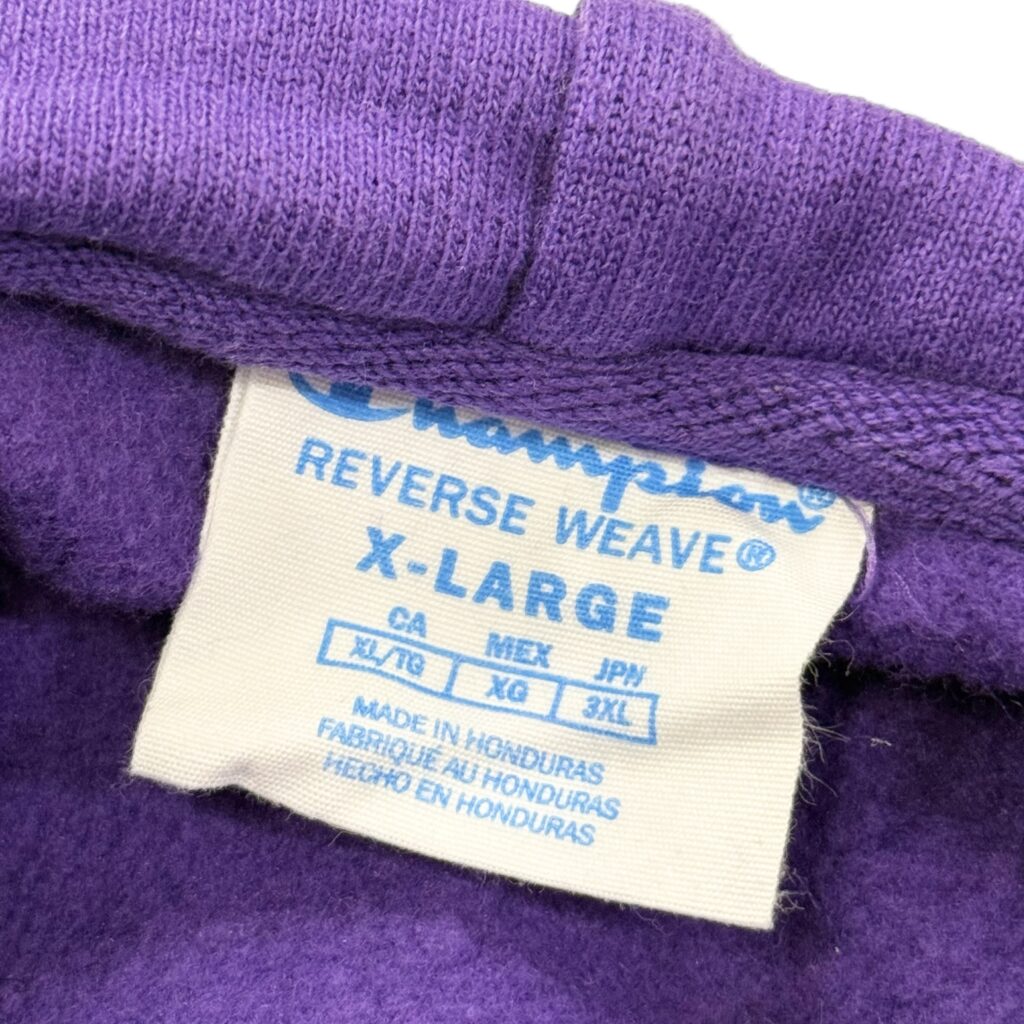 Champion®
REVERSE WEAVE®
X-LARGE
CA MEX JPN
XL/TG XG 3XL
MADE IN HONDURAS
FABRIQUÉ AU HONDURAS
HECHO EN HONDURAS